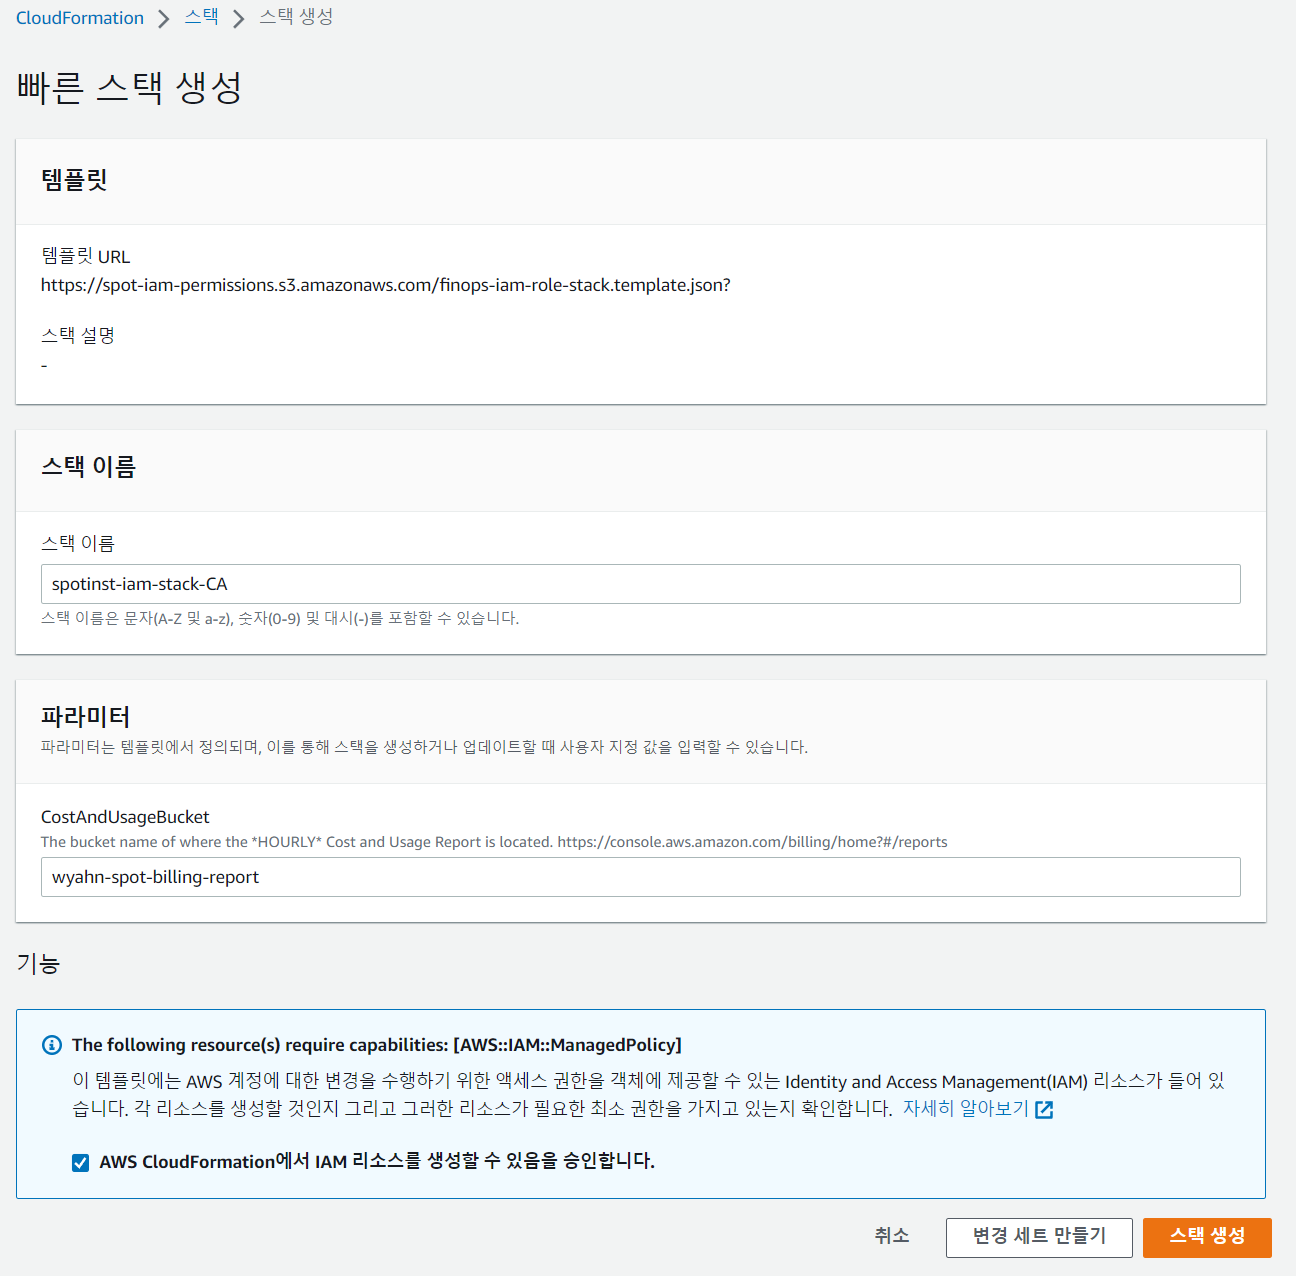 CloudFormation > 스택 > 스택 생성
빠른 스택 생성
템플릿
템플릿 URL
https://spot-iam-permissions.s3.amazonaws.com/finops-iam-role-stack.template.json?
스택 설명
-
스택 이름
스택 이름
spotinst-iam-stack-CA
스택 이름은 문자(A-Z 및 a-z), 숫자(0-9) 및 대시(-)를 포함할 수 있습니다.
파라미터
파라미터는 템플릿에서 정의되며, 이를 통해 스택을 생성하거나 업데이트할 때 사용자 지정 값을 입력할 수 있습니다.
CostAndUsageBucket
The bucket name of where the *HOURLY* Cost and Usage Report is located. https://console.aws.amazon.com/billing/home?#/reports
wyahn-spot-billing-report
기능
The following resource(s) require capabilities: [AWS::IAM::ManagedPolicy]
이 템플릿에는 AWS 계정에 대한 변경을 수행하기 위한 액세스 권한을 객체에 제공할 수 있는 Identity and Access Management(IAM) 리소스가 들어 있
습니다. 각 리소스를 생성할 것인지 그리고 그러한 리소스가 필요한 최소 권한을 가지고 있는지 확인합니다. 자세히 알아보기
AWS CloudFormation에서 IAM 리소스를 생성할 수 있음을 승인합니다.
취소 변경 세트 만들기 스택 생성